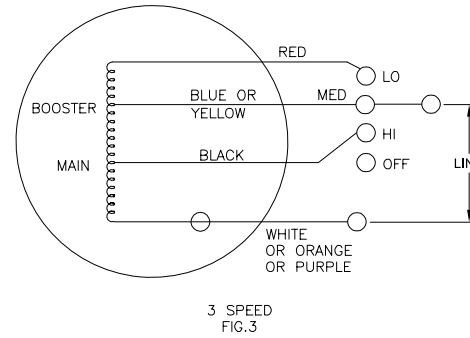 RED
LO
BOOSTER
BLUE OR
YELLOW
MED
HI
MAIN
BLACK
OFF
LIN
WHITE
OR ORANGE
OR PURPLE
3 SPEED
FIG.3